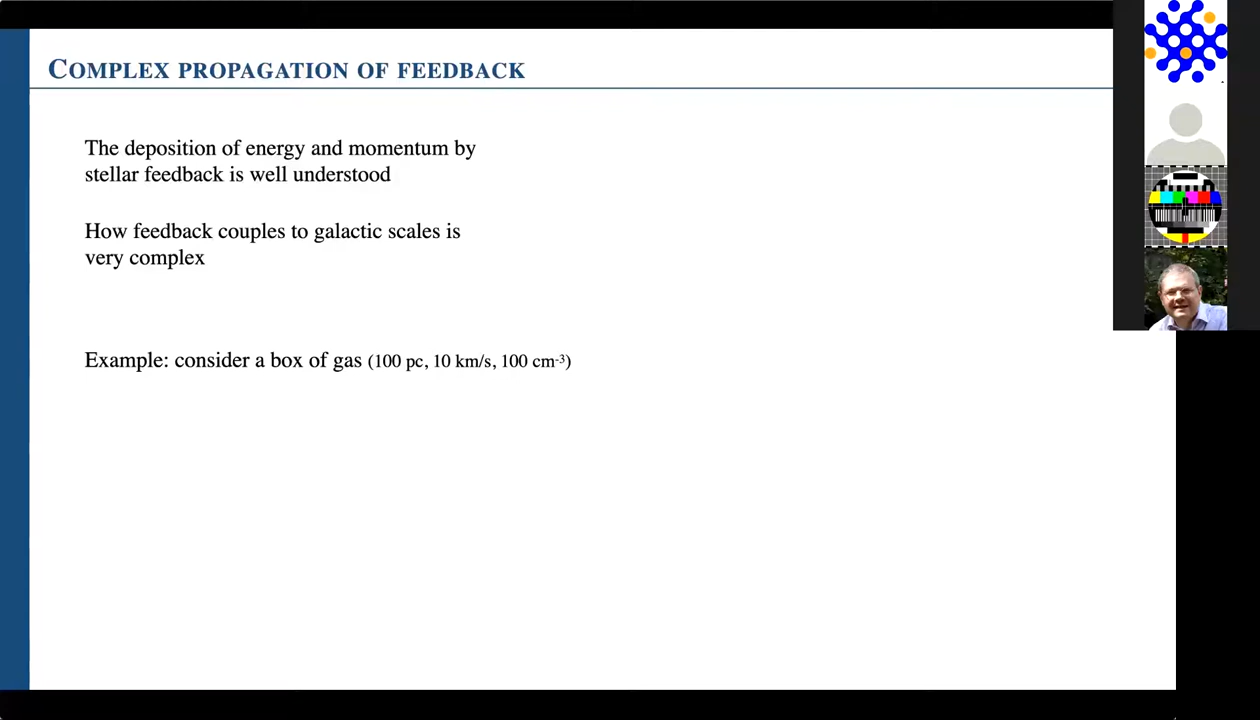 COMPLEX PROPAGATION OF FEEDBACK
The deposition of energy and momentum by
stellar feedback is well understood
How feedback couples to galactic scales is
very complex
Example: consider a box of gas (100 pc, 10 km/s, 100 cm⁻³)